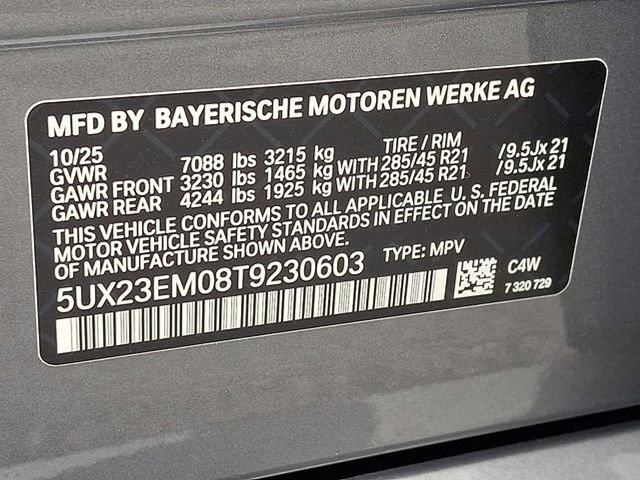 MFD BY BAYERISCHE MOTOREN WERKE AG
10/25 TIRE / RIM
GVWR 7088 lbs 3215 kg
GAWR FRONT 3230 lbs 1465 kg WITH 285/45 R21 /9.5Jx21
GAWR REAR 4244 lbs 1925 kg WITH 285/45 R21 /9.5Jx21
THIS VEHICLE CONFORMS TO ALL APPLICABLE U.S. FEDERAL
MOTOR VEHICLE SAFETY STANDARDS IN EFFECT ON THE DATE
OF MANUFACTURE SHOWN ABOVE.
5UX23EM08T9230603 TYPE: MPV
C4W
7 320 729